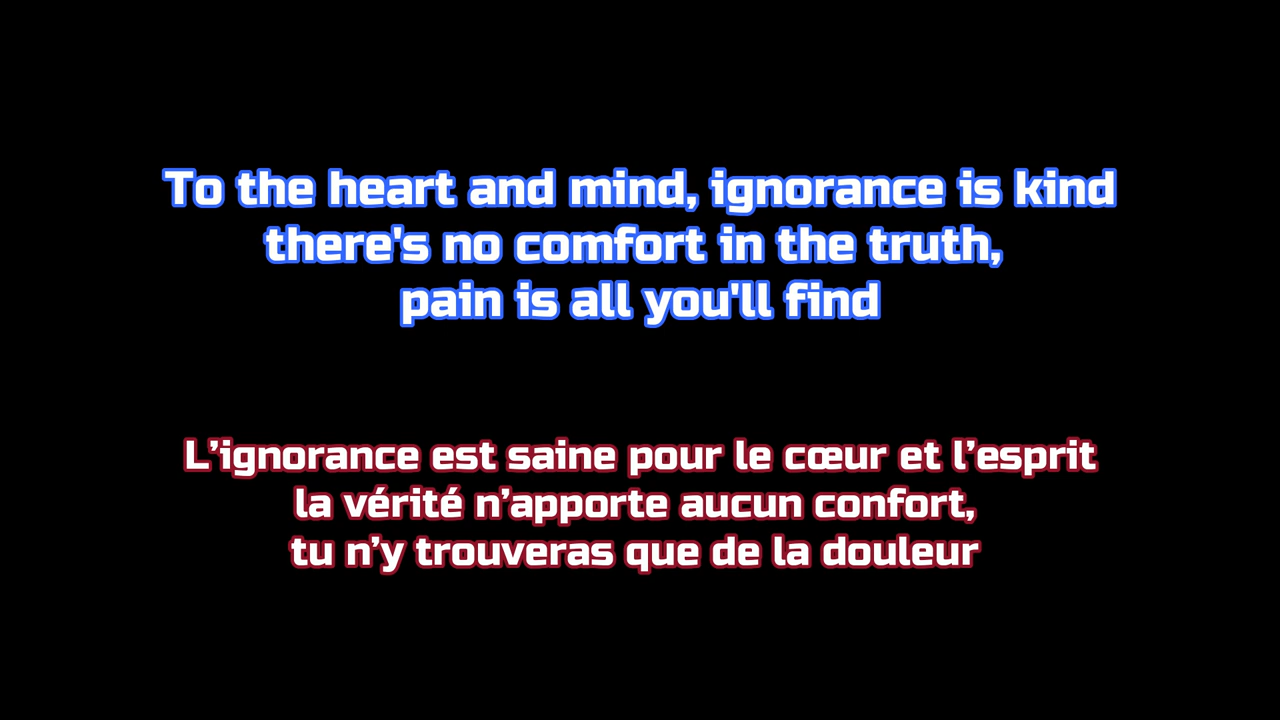 To the heart and mind, ignorance is kind
there's no comfort in the truth,
pain is all you'll find
L’ignorance est saine pour le cœur et l’esprit
la vérité n’apporte aucun confort,
tu n’y trouveras que de la douleur